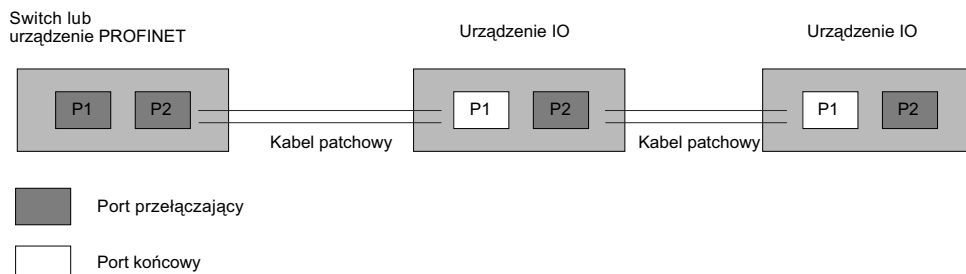 Switch lub
urządzenie PROFINET
Urządzenie IO
Urządzenie IO
P1
P2
P1
P2
P1
P2
Kabel patchowy
Kabel patchowy
Port przełączający
Port końcowy